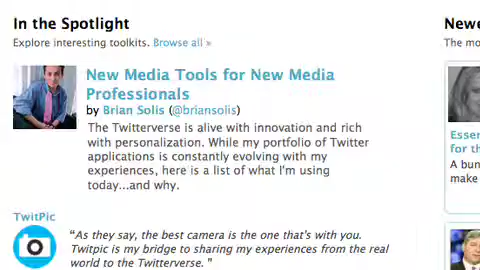 In the Spotlight
Explore interesting toolkits. Browse all »
New Media Tools for New Media
Professionals
by Brian Solis (@briansolis)
The Twitterverse is alive with innovation and rich
with personalization. While my portfolio of Twitter
applications is constantly evolving with my
experiences, here is a list of what I'm using
today...and why.
TwitPic
"As they say, the best camera is the one that's with you.
Twitpic is my bridge to sharing my experiences from the real
world to the Twitterverse."
The
for
A
make